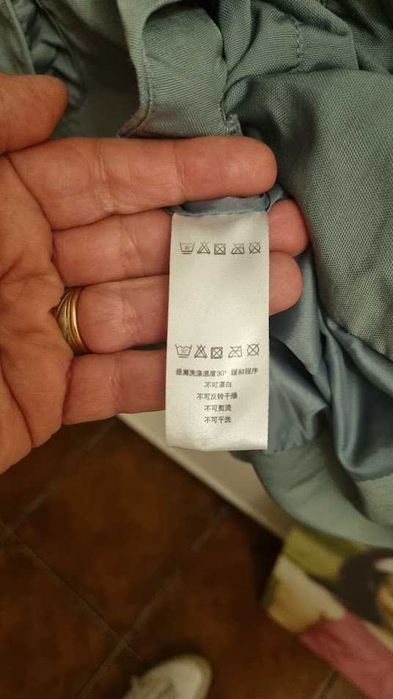 最高洗涤温度30° 缓和程序
不可漂白
不可反转干燥
不可熨烫
不可干洗